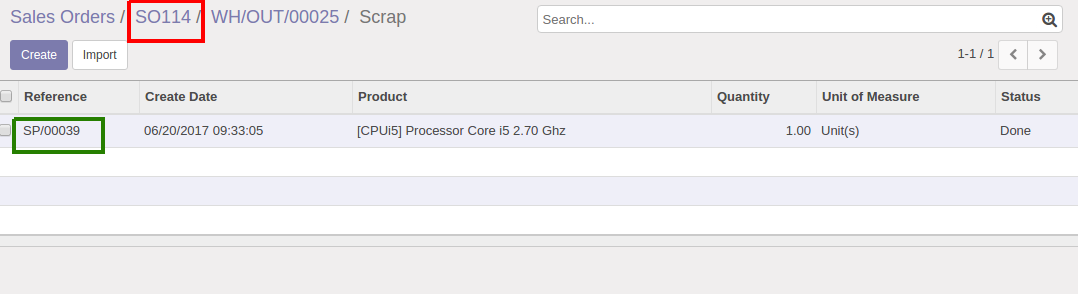 Sales Orders / SO114 / WH/OUT/00025 / Scrap
Search...
Create Import
1-1 / 1
Reference Create Date Product Quantity Unit of Measure Status
SP/00039 06/20/2017 09:33:05 [CPUi5] Processor Core i5 2.70 Ghz 1.00 Unit(s) Done